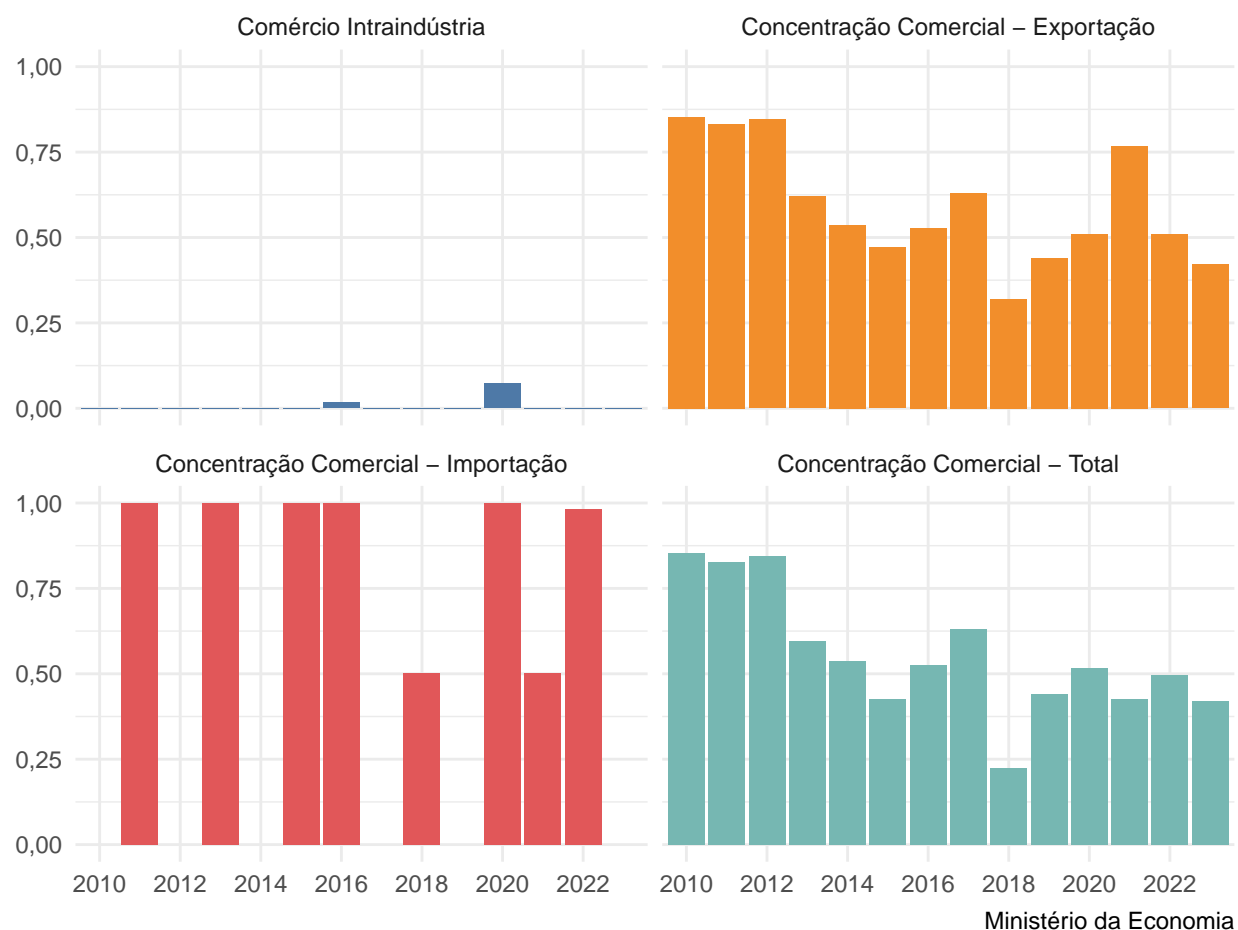 Comércio Intraindústria
Concentração Comercial – Exportação
1,00
0,75
0,50
0,25
0,00
Concentração Comercial – Importação
Concentração Comercial – Total
1,00
0,75
0,50
0,25
0,00
2010 2012 2014 2016 2018 2020 2022
2010 2012 2014 2016 2018 2020 2022
Ministério da Economia